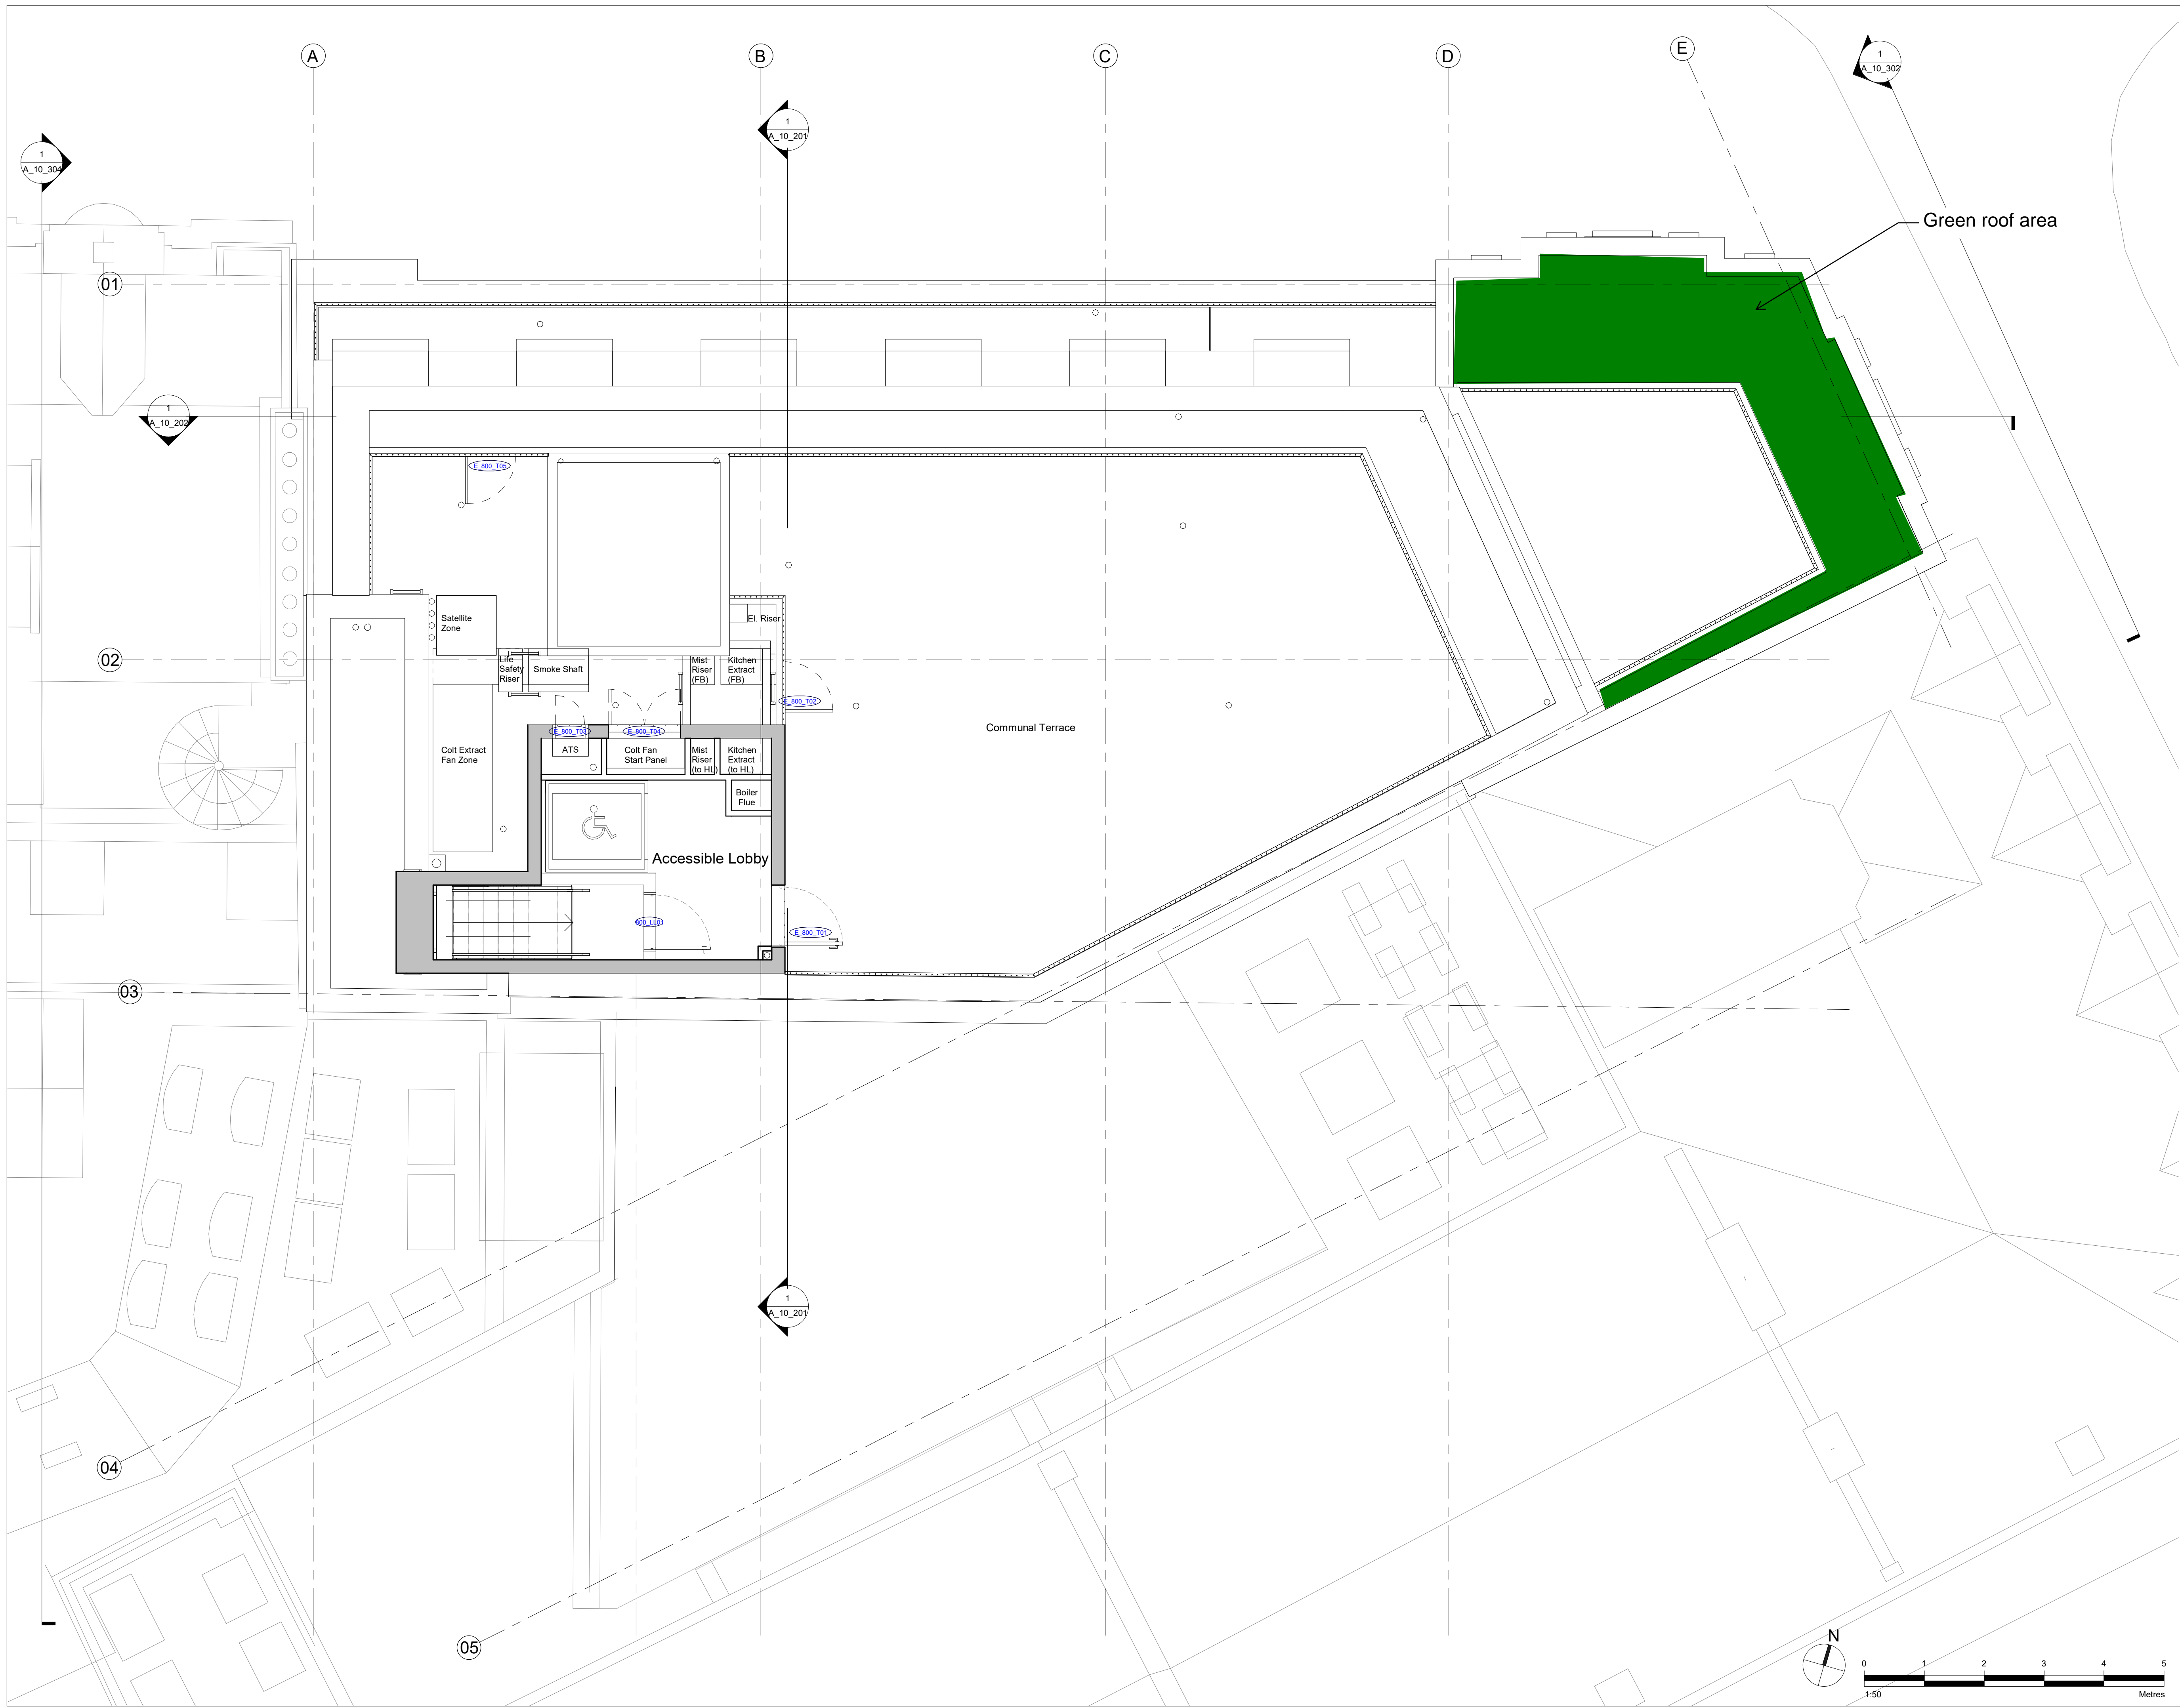 A
B
C
D
E
1
A_10_302
1
A_10_201
1
A_10_304
Green roof area
01
1
A_10_202
E_800_T05
Satellite
Zone
El. Riser
02
Life
Safety
Riser
Smoke Shaft
Mist
Riser
(FB)
Kitchen
Extract
(FB)
E_800_T02
Communal Terrace
E_800_T03
E_800_T04
Colt Extract
Fan Zone
ATS
Colt Fan
Start Panel
Mist
Riser
(to HL)
Kitchen
Extract
(to HL)
Boiler
Flue
Accessible Lobby
E_800_T01
03
1
A_10_201
04
05
N
0 1 2 3 4 5
1:50 Metres